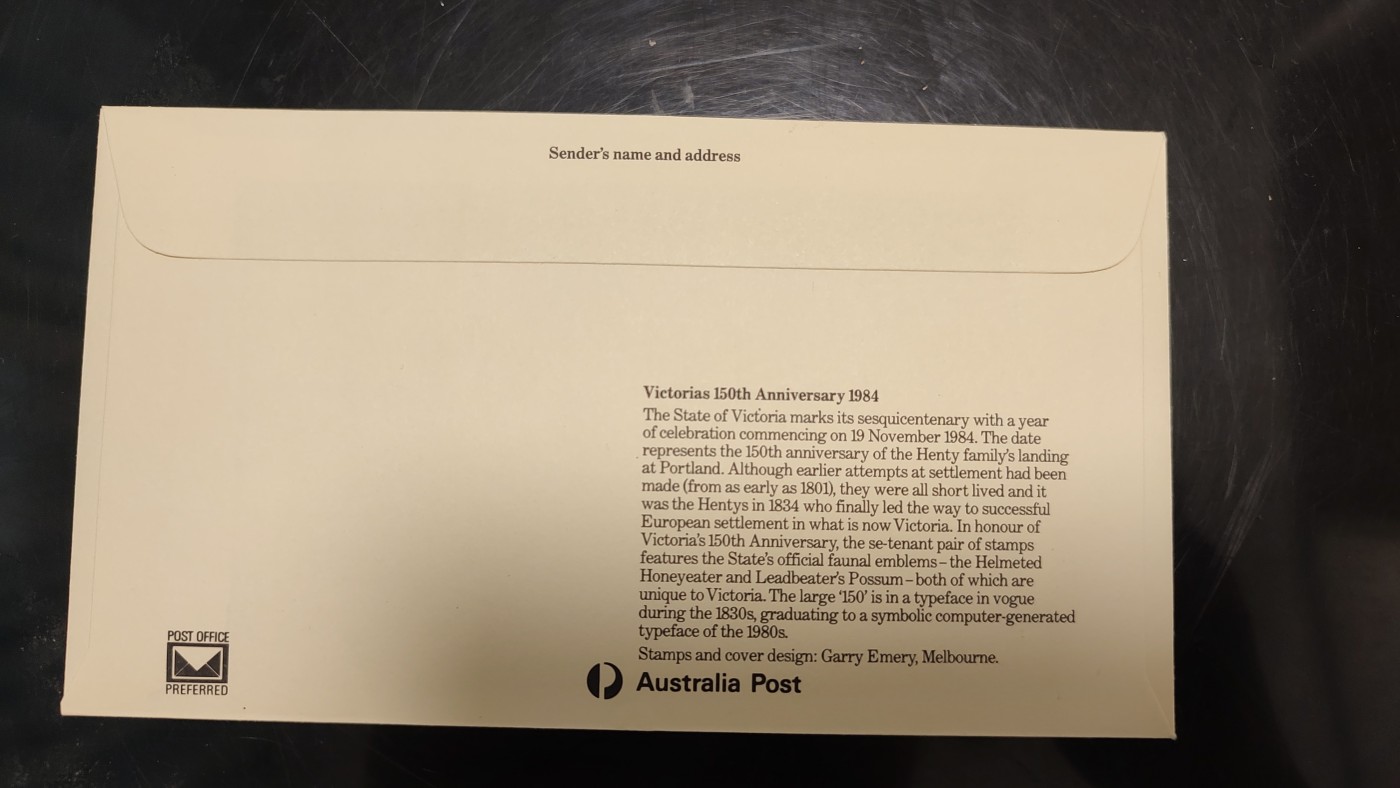 Sender's name and address
Victorias 150th Anniversary 1984
The State of Victoria marks its sesquicentenary with a year
of celebration commencing on 19 November 1984. The date
represents the 150th anniversary of the Henty family's landing
at Portland. Although earlier attempts at settlement had been
made (from as early as 1801), they were all short lived and it
was the Hentys in 1834 who finally led the way to successful
European settlement in what is now Victoria. In honour of
Victoria's 150th Anniversary, the se-tenant pair of stamps
features the State's official faunal emblems – the Helmeted
Honeyeater and Leadbeater's Possum – both of which are
unique to Victoria. The large '150' is in a typeface in vogue
during the 1830s, graduating to a symbolic computer-generated
typeface of the 1980s.
Stamps and cover design: Garry Emery, Melbourne.
Australia Post
POST OFFICE
PREFERRED